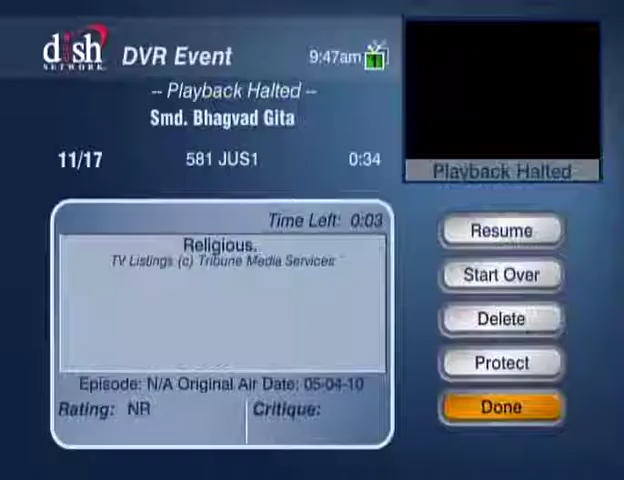 dish
NETWORK
DVR Event
9:47am
1
-- Playback Halted --
Smd. Bhagvad Gita
11/17 581 JUS1 0:34
Playback Halted
Time Left: 0:03
Religious.
TV Listings (c) Tribune Media Services
Episode: N/A Original Air Date: 05-04-10
Rating: NR
Critique:
Resume
Start Over
Delete
Protect
Done